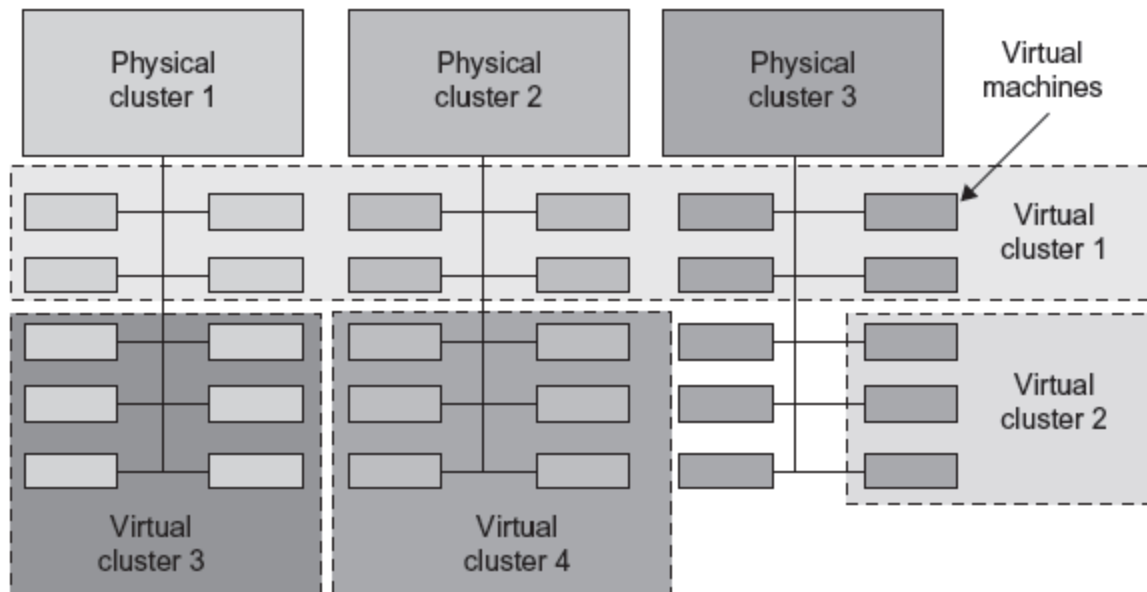 Physical
cluster 1
Physical
cluster 2
Physical
cluster 3
Virtual
machines
Virtual
cluster 1
Virtual
cluster 2
Virtual
cluster 3
Virtual
cluster 4